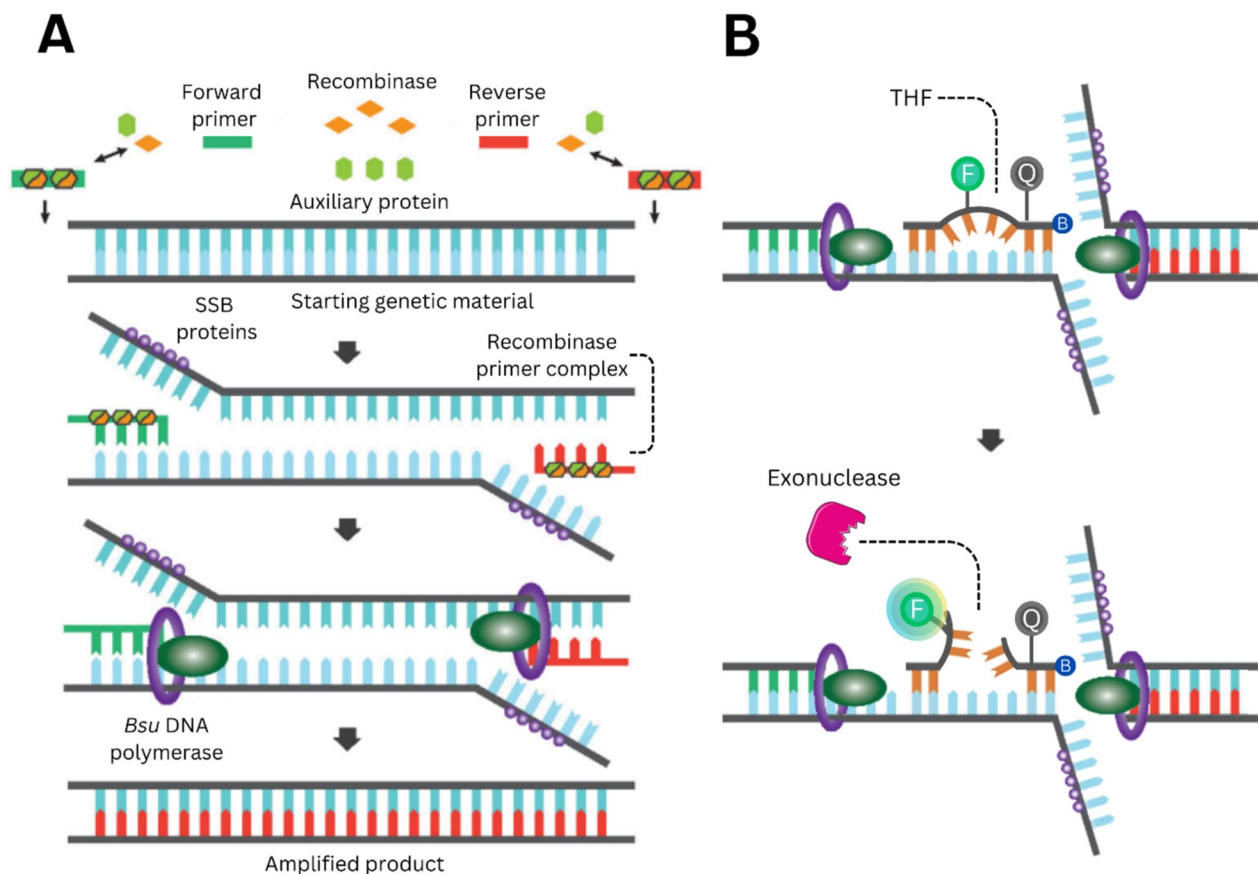 A
Forward
primer
Recombinase
Reverse
primer
Auxiliary protein
Starting genetic material
SSB
proteins
Recombinase
primer complex
Bsu DNA
polymerase
Amplified product
B
THF
F
Q
B
Exonuclease
F
Q
B